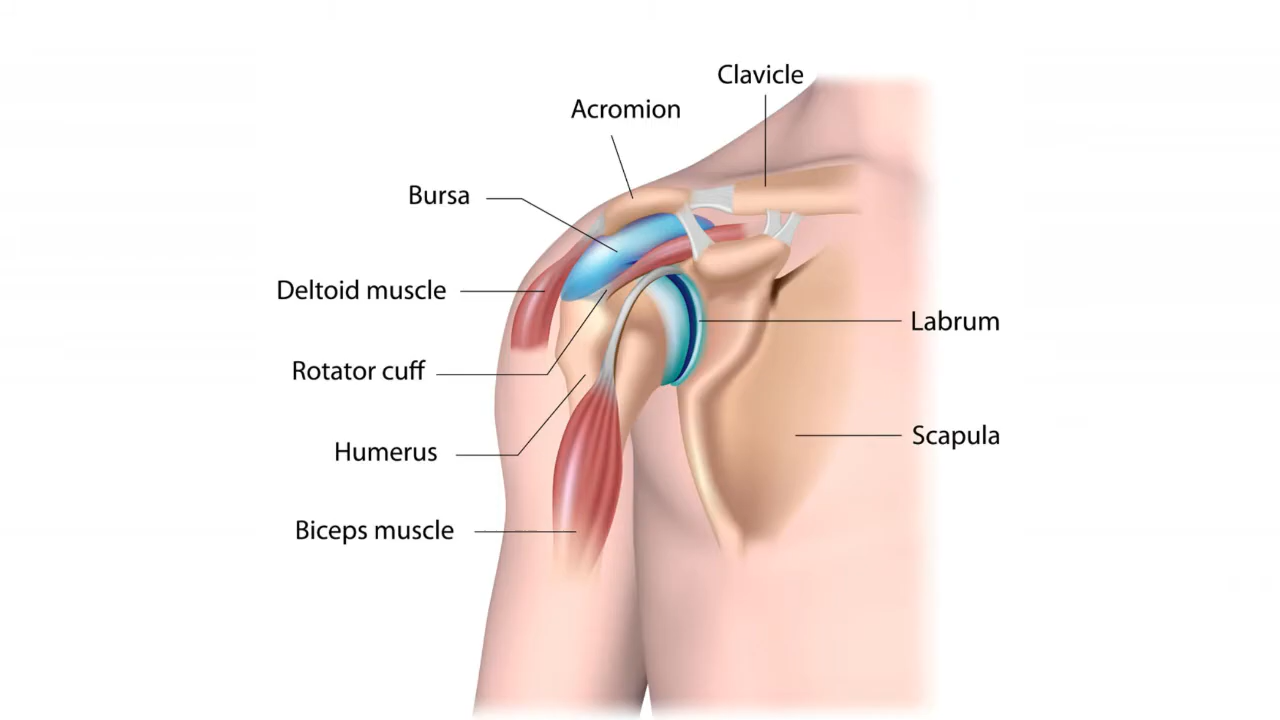 Clavicle
Acromion
Bursa
Deltoid muscle
Labrum
Rotator cuff
Scapula
Humerus
Biceps muscle